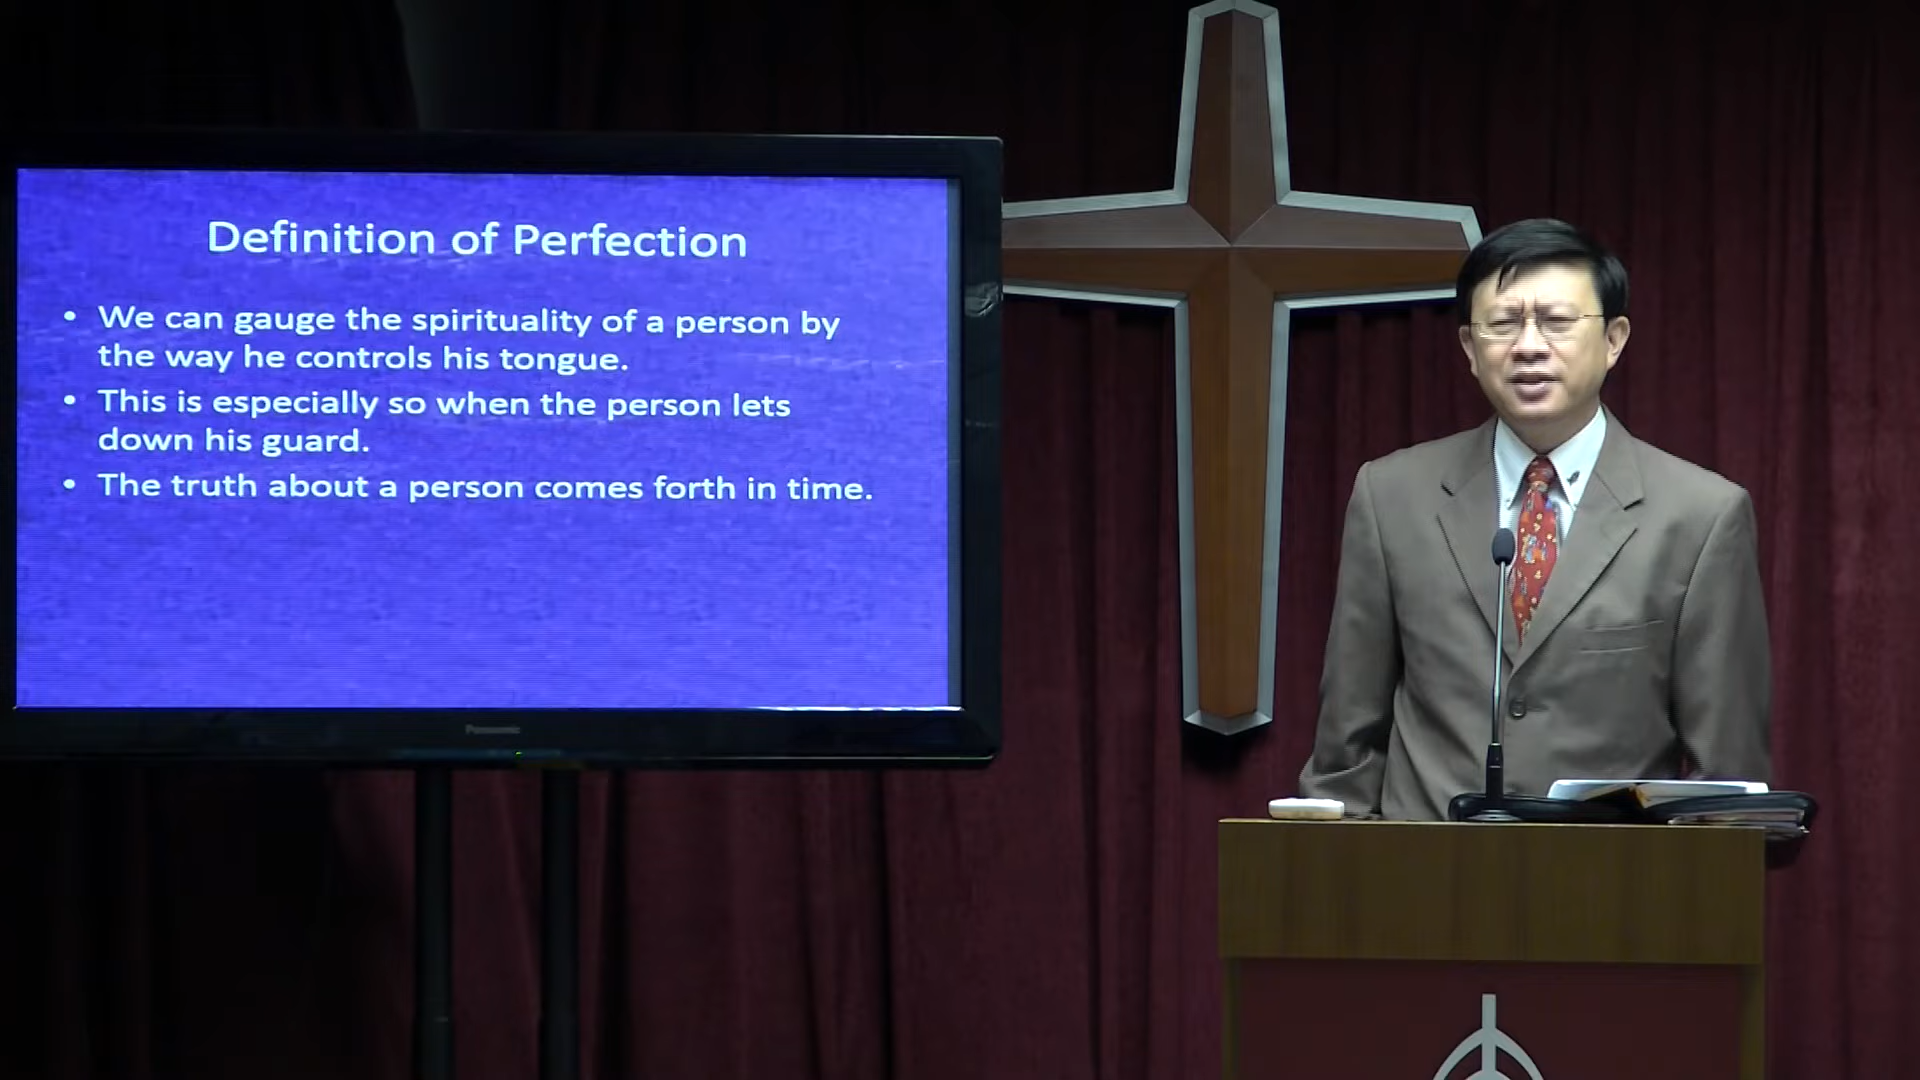 Definition of Perfection
• We can gauge the spirituality of a person by
the way he controls his tongue.
• This is especially so when the person lets
down his guard.
• The truth about a person comes forth in time.
Panasonic